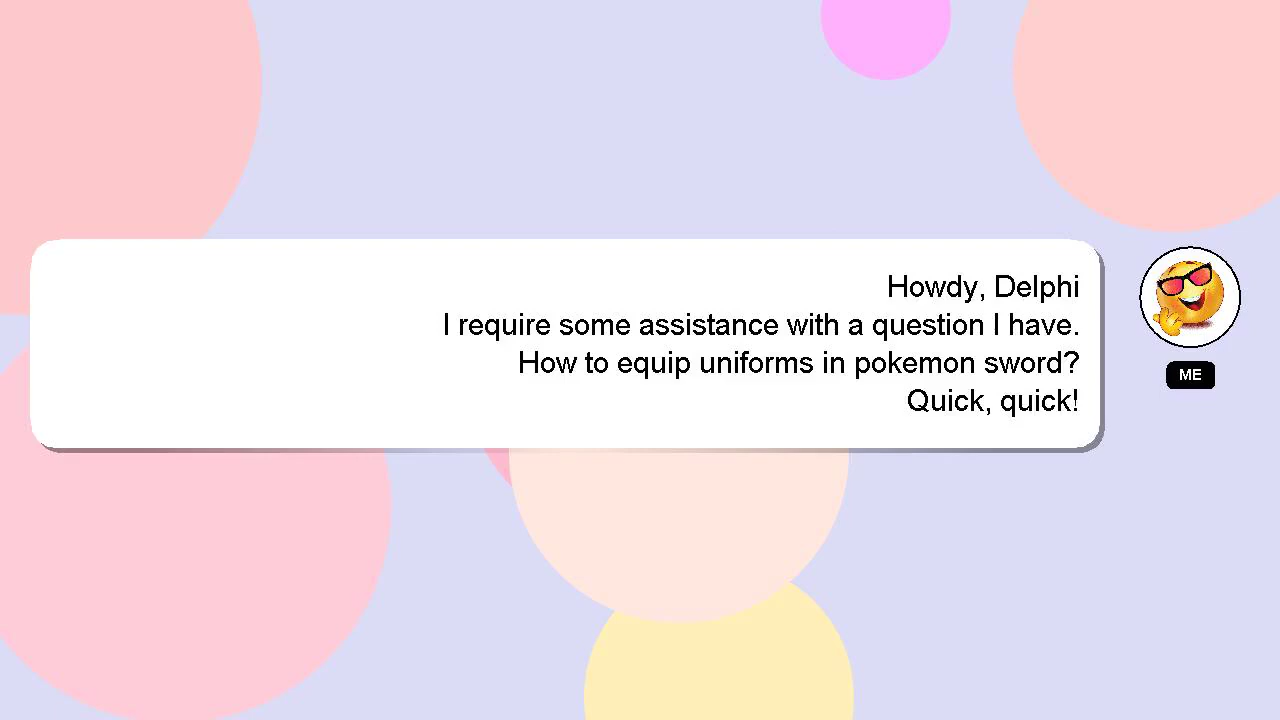 Howdy, Delphi
I require some assistance with a question I have.
How to equip uniforms in pokemon sword?
Quick, quick!
ME